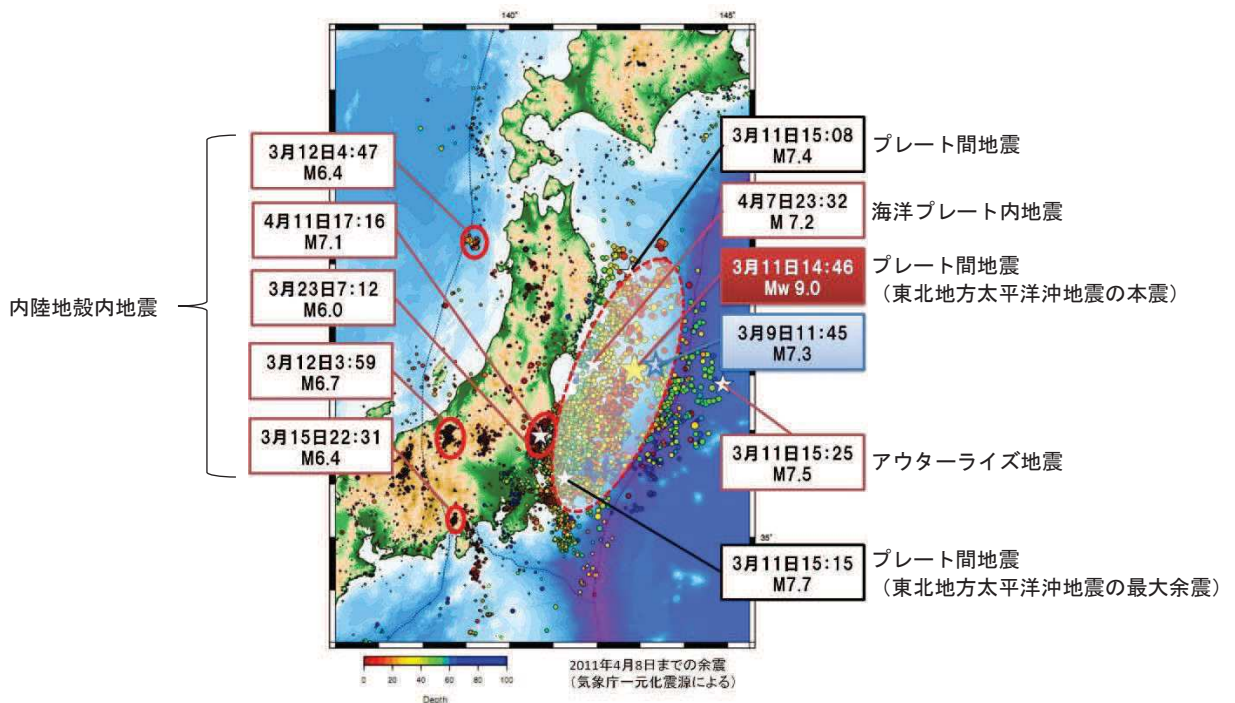 140°
145°
内陸地殻内地震
3月12日4:47
M6.4
4月11日17:16
M7.1
3月23日7:12
M6.0
3月12日3:59
M6.7
3月15日22:31
M6.4
3月11日15:08
M7.4
プレート間地震
4月7日23:32
M 7.2
海洋プレート内地震
3月11日14:46
Mw 9.0
プレート間地震
（東北地方太平洋沖地震の本震）
3月9日11:45
M7.3
3月11日15:25
M7.5
アウターライズ地震
35°
3月11日15:15
M7.7
プレート間地震
（東北地方太平洋沖地震の最大余震）
0 20 40 60 80 100
Depth
2011年4月8日までの余震
（気象庁一元化震源による）